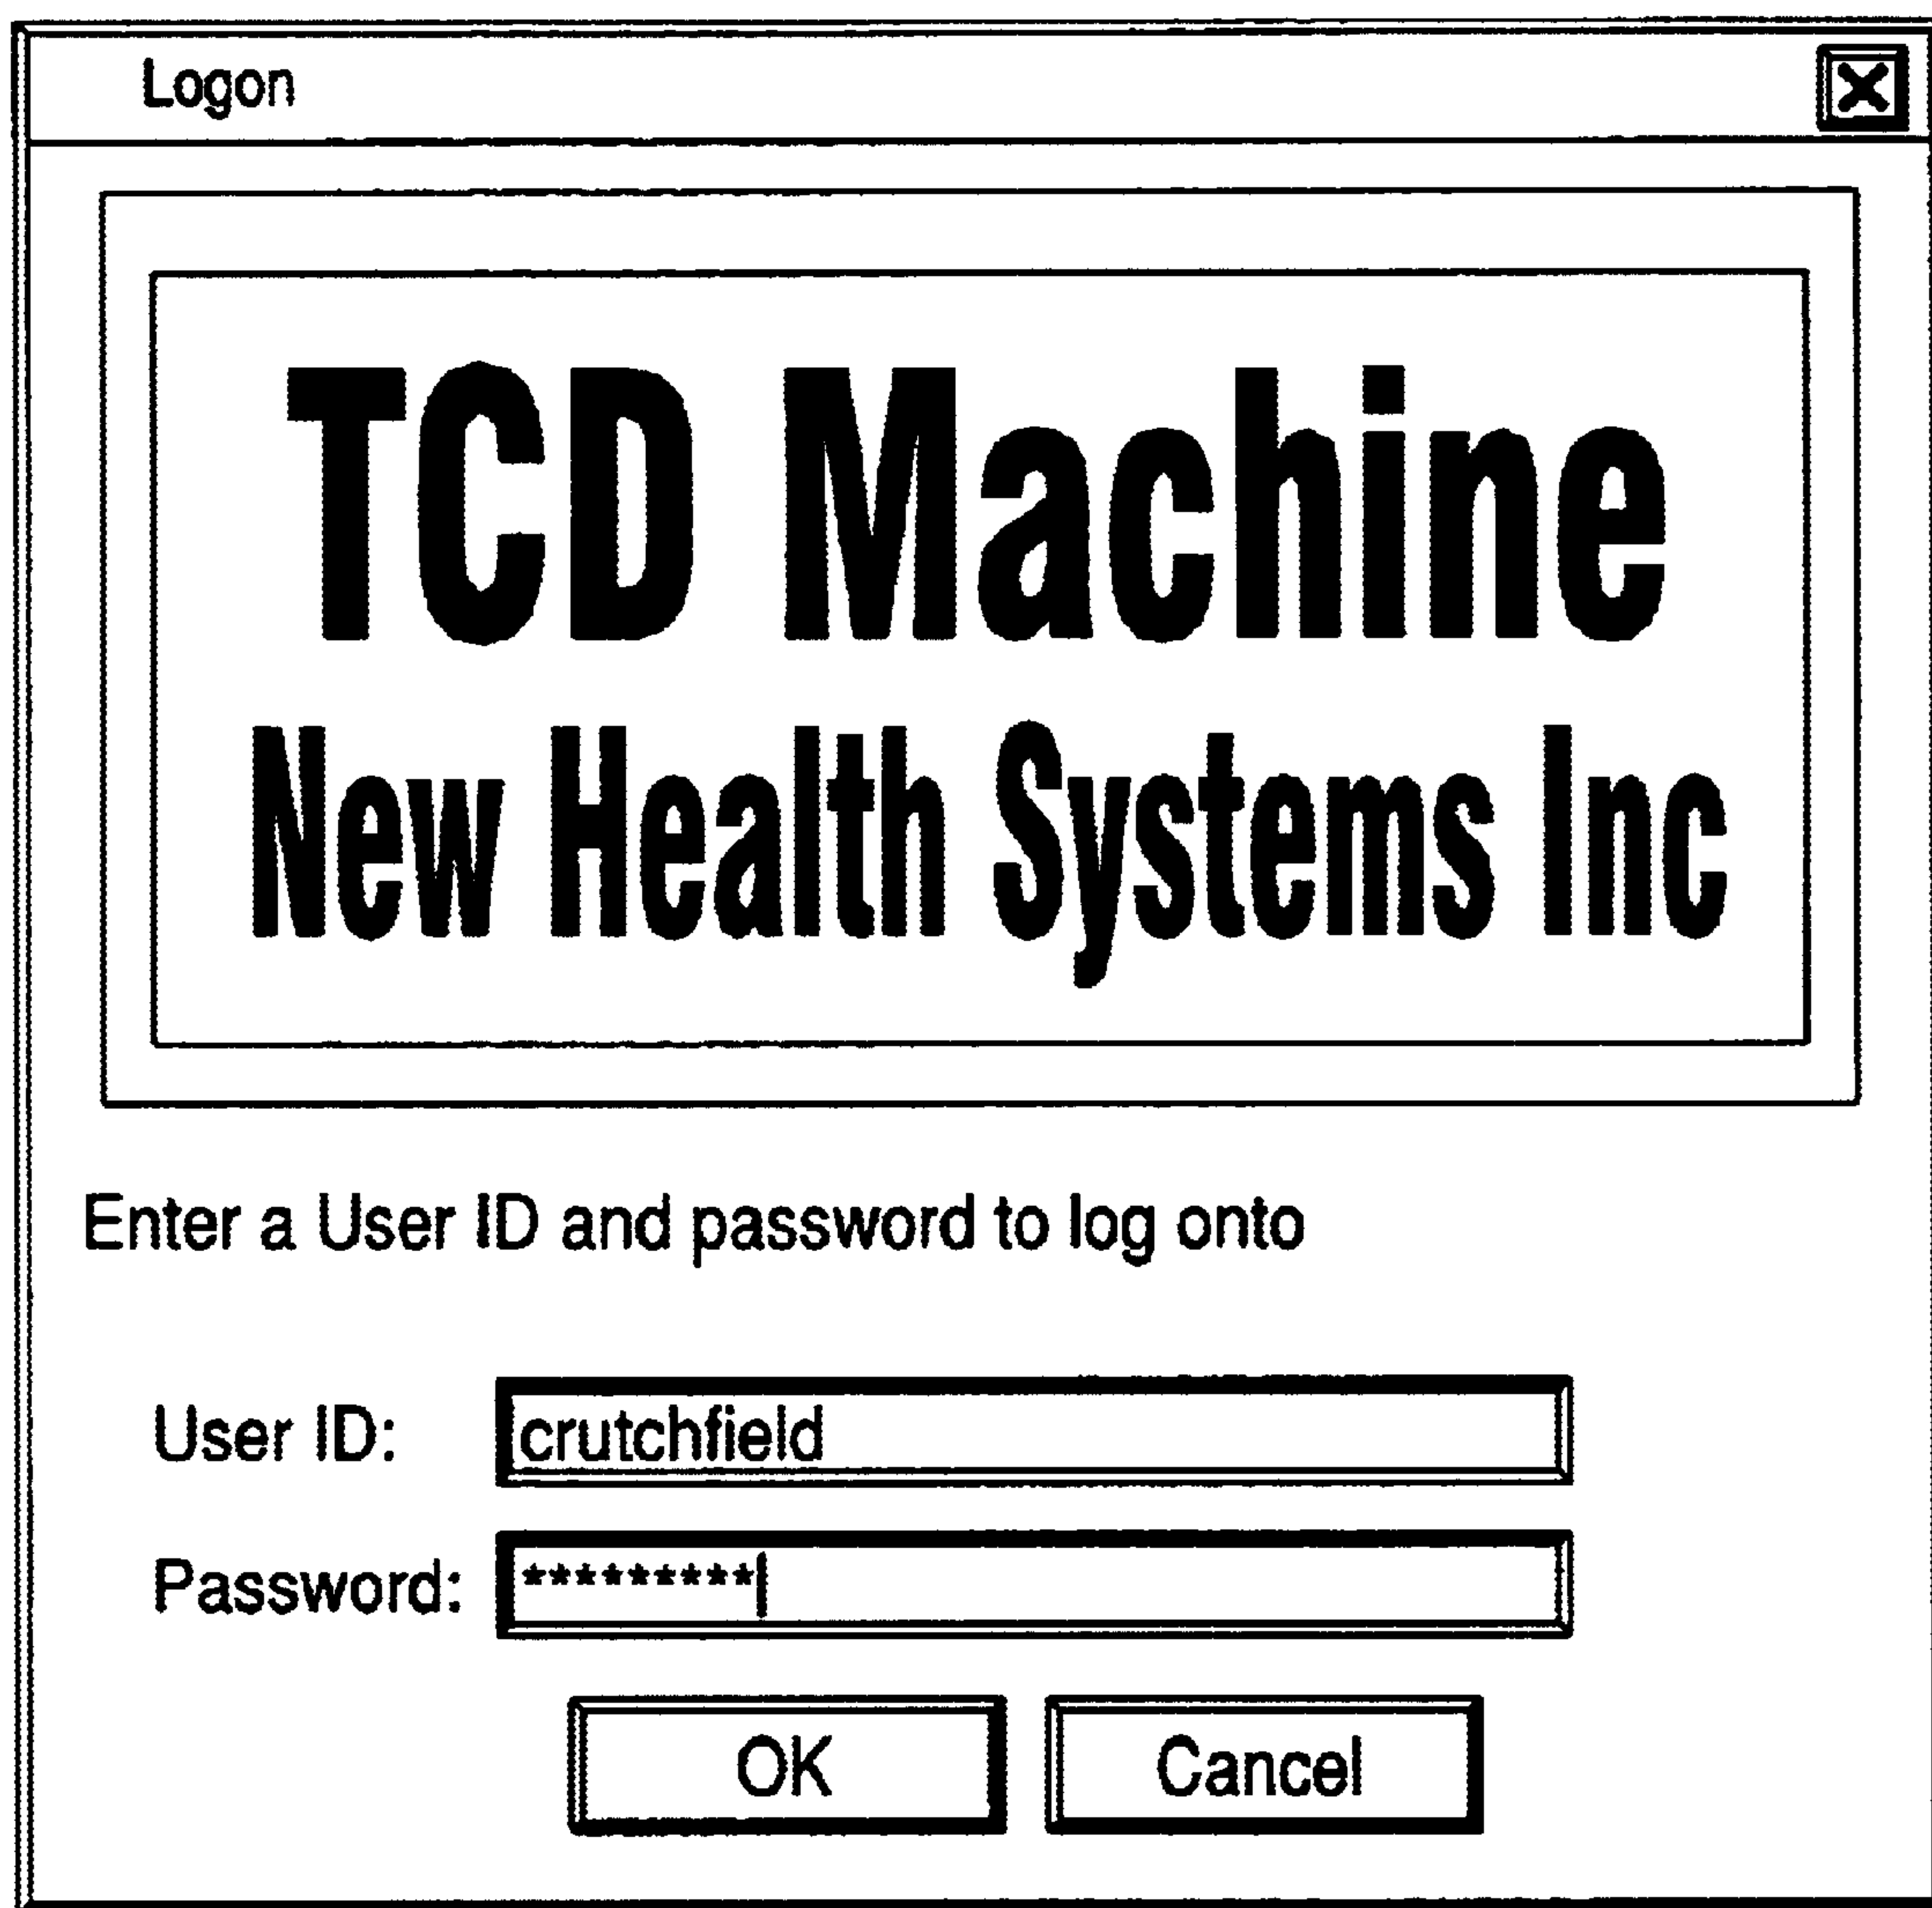 Logon
TCD Machine
New Health Systems Inc
Enter a User ID and password to log onto
User ID: crutchfield
Password: *********
OK Cancel